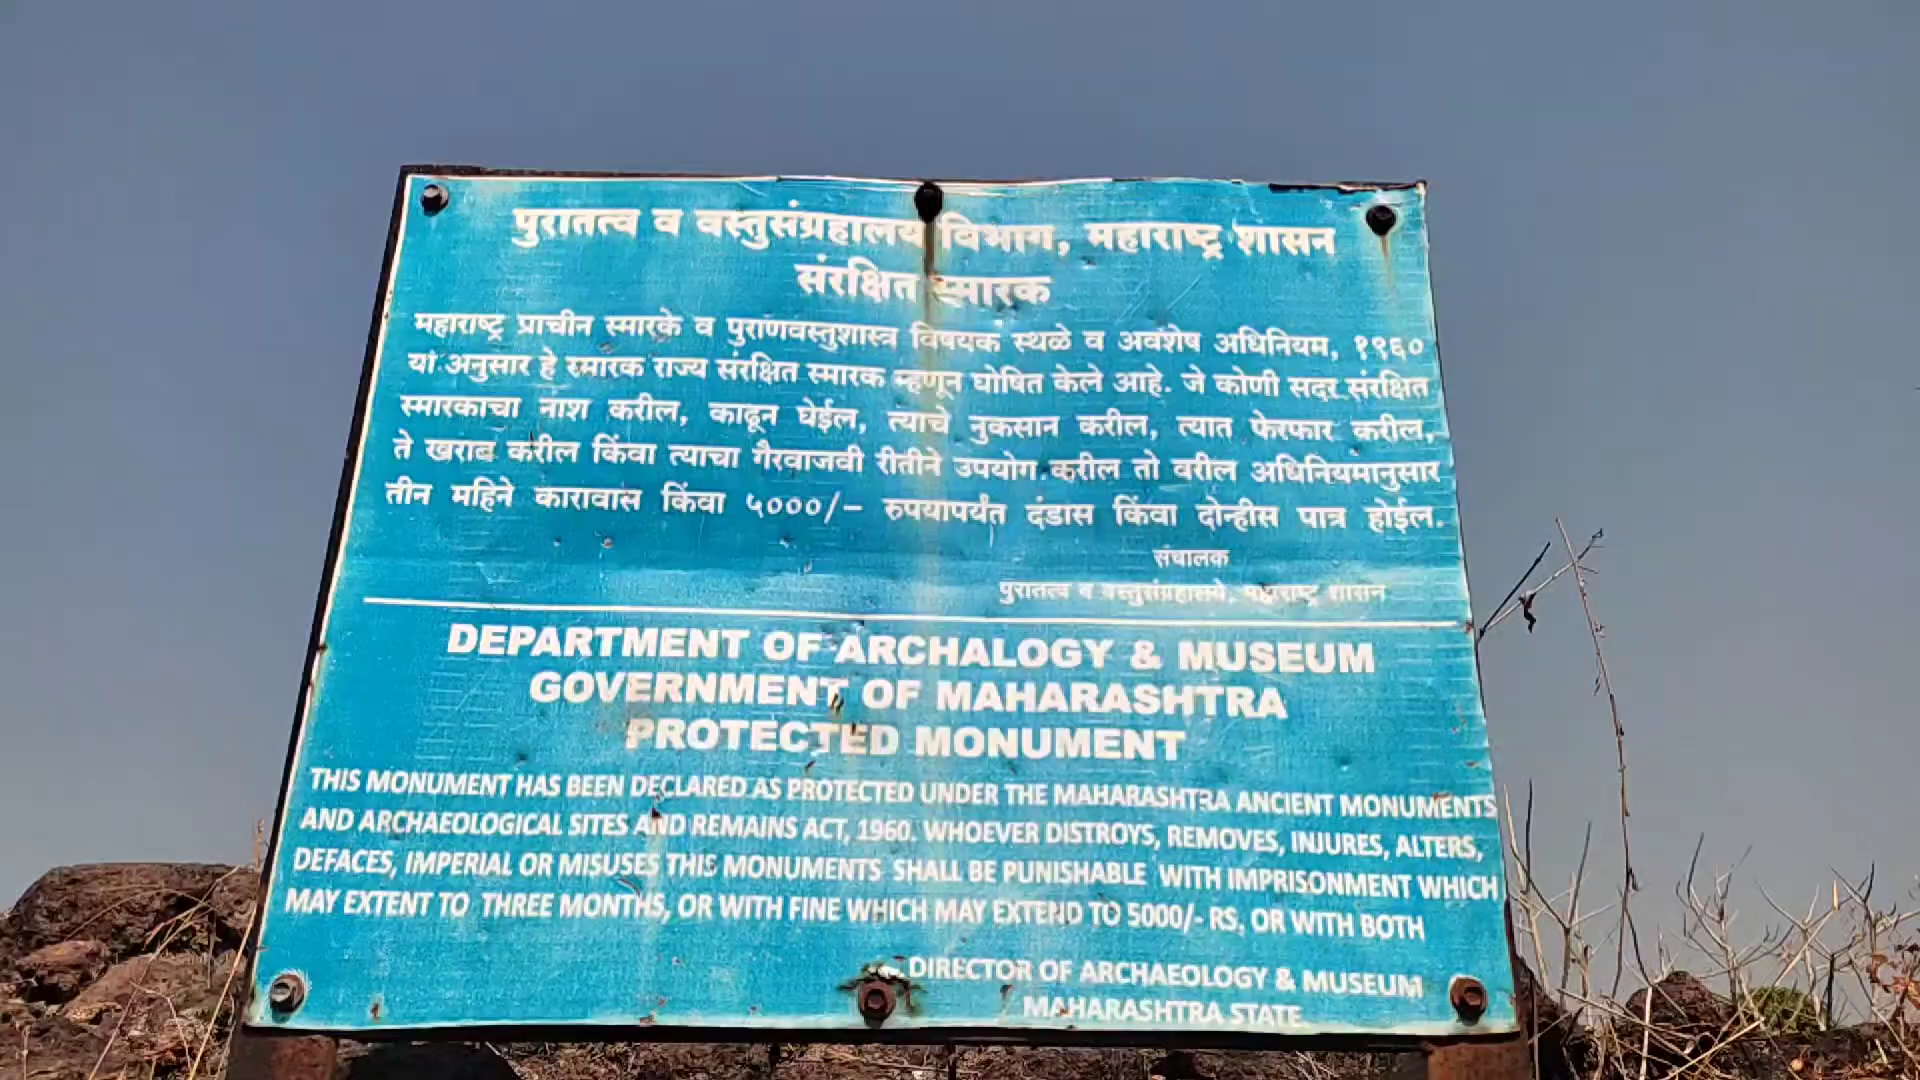 पुरातत्व व वस्तुसंग्रहालय विभाग, महाराष्ट्र शासन
संरक्षित स्मारक
महाराष्ट्र प्राचीन स्मारके व पुराणवस्तुशास्त्र विषयक स्थळे व अवशेष अधिनियम, १९६०
यां अनुसार हे स्मारक राज्य संरक्षित स्मारक म्हणून घोषित केले आहे. जे कोणी सदर संरक्षित
स्मारकाचा नाश करील, काढून घेईल, त्याचे नुकसान करील, त्यात फेरफार करील,
ते खराब करील किंवा त्याचा गैरवाजवी रीतीने उपयोग करील तो वरील अधिनियमानुसार
तीन महिने कारावास किंवा ५०००/- रुपयापर्यंत दंडास किंवा दोन्हीस पात्र होईल.
संचालक
पुरातत्व व वस्तुसंग्रहालये, महाराष्ट्र शासन
DEPARTMENT OF ARCHALOGY & MUSEUM
GOVERNMENT OF MAHARASHTRA
PROTECTED MONUMENT
THIS MONUMENT HAS BEEN DECLARED AS PROTECTED UNDER THE MAHARASHTRA ANCIENT MONUMENTS
AND ARCHAEOLOGICAL SITES AND REMAINS ACT, 1960. WHOEVER DISTROYS, REMOVES, INJURES, ALTERS,
DEFACES, IMPERIAL OR MISUSES THIS MONUMENTS SHALL BE PUNISHABLE WITH IMPRISONMENT WHICH
MAY EXTENT TO THREE MONTHS, OR WITH FINE WHICH MAY EXTEND TO 5000/- RS, OR WITH BOTH
DIRECTOR OF ARCHAEOLOGY & MUSEUM
MAHARASHTRA STATE